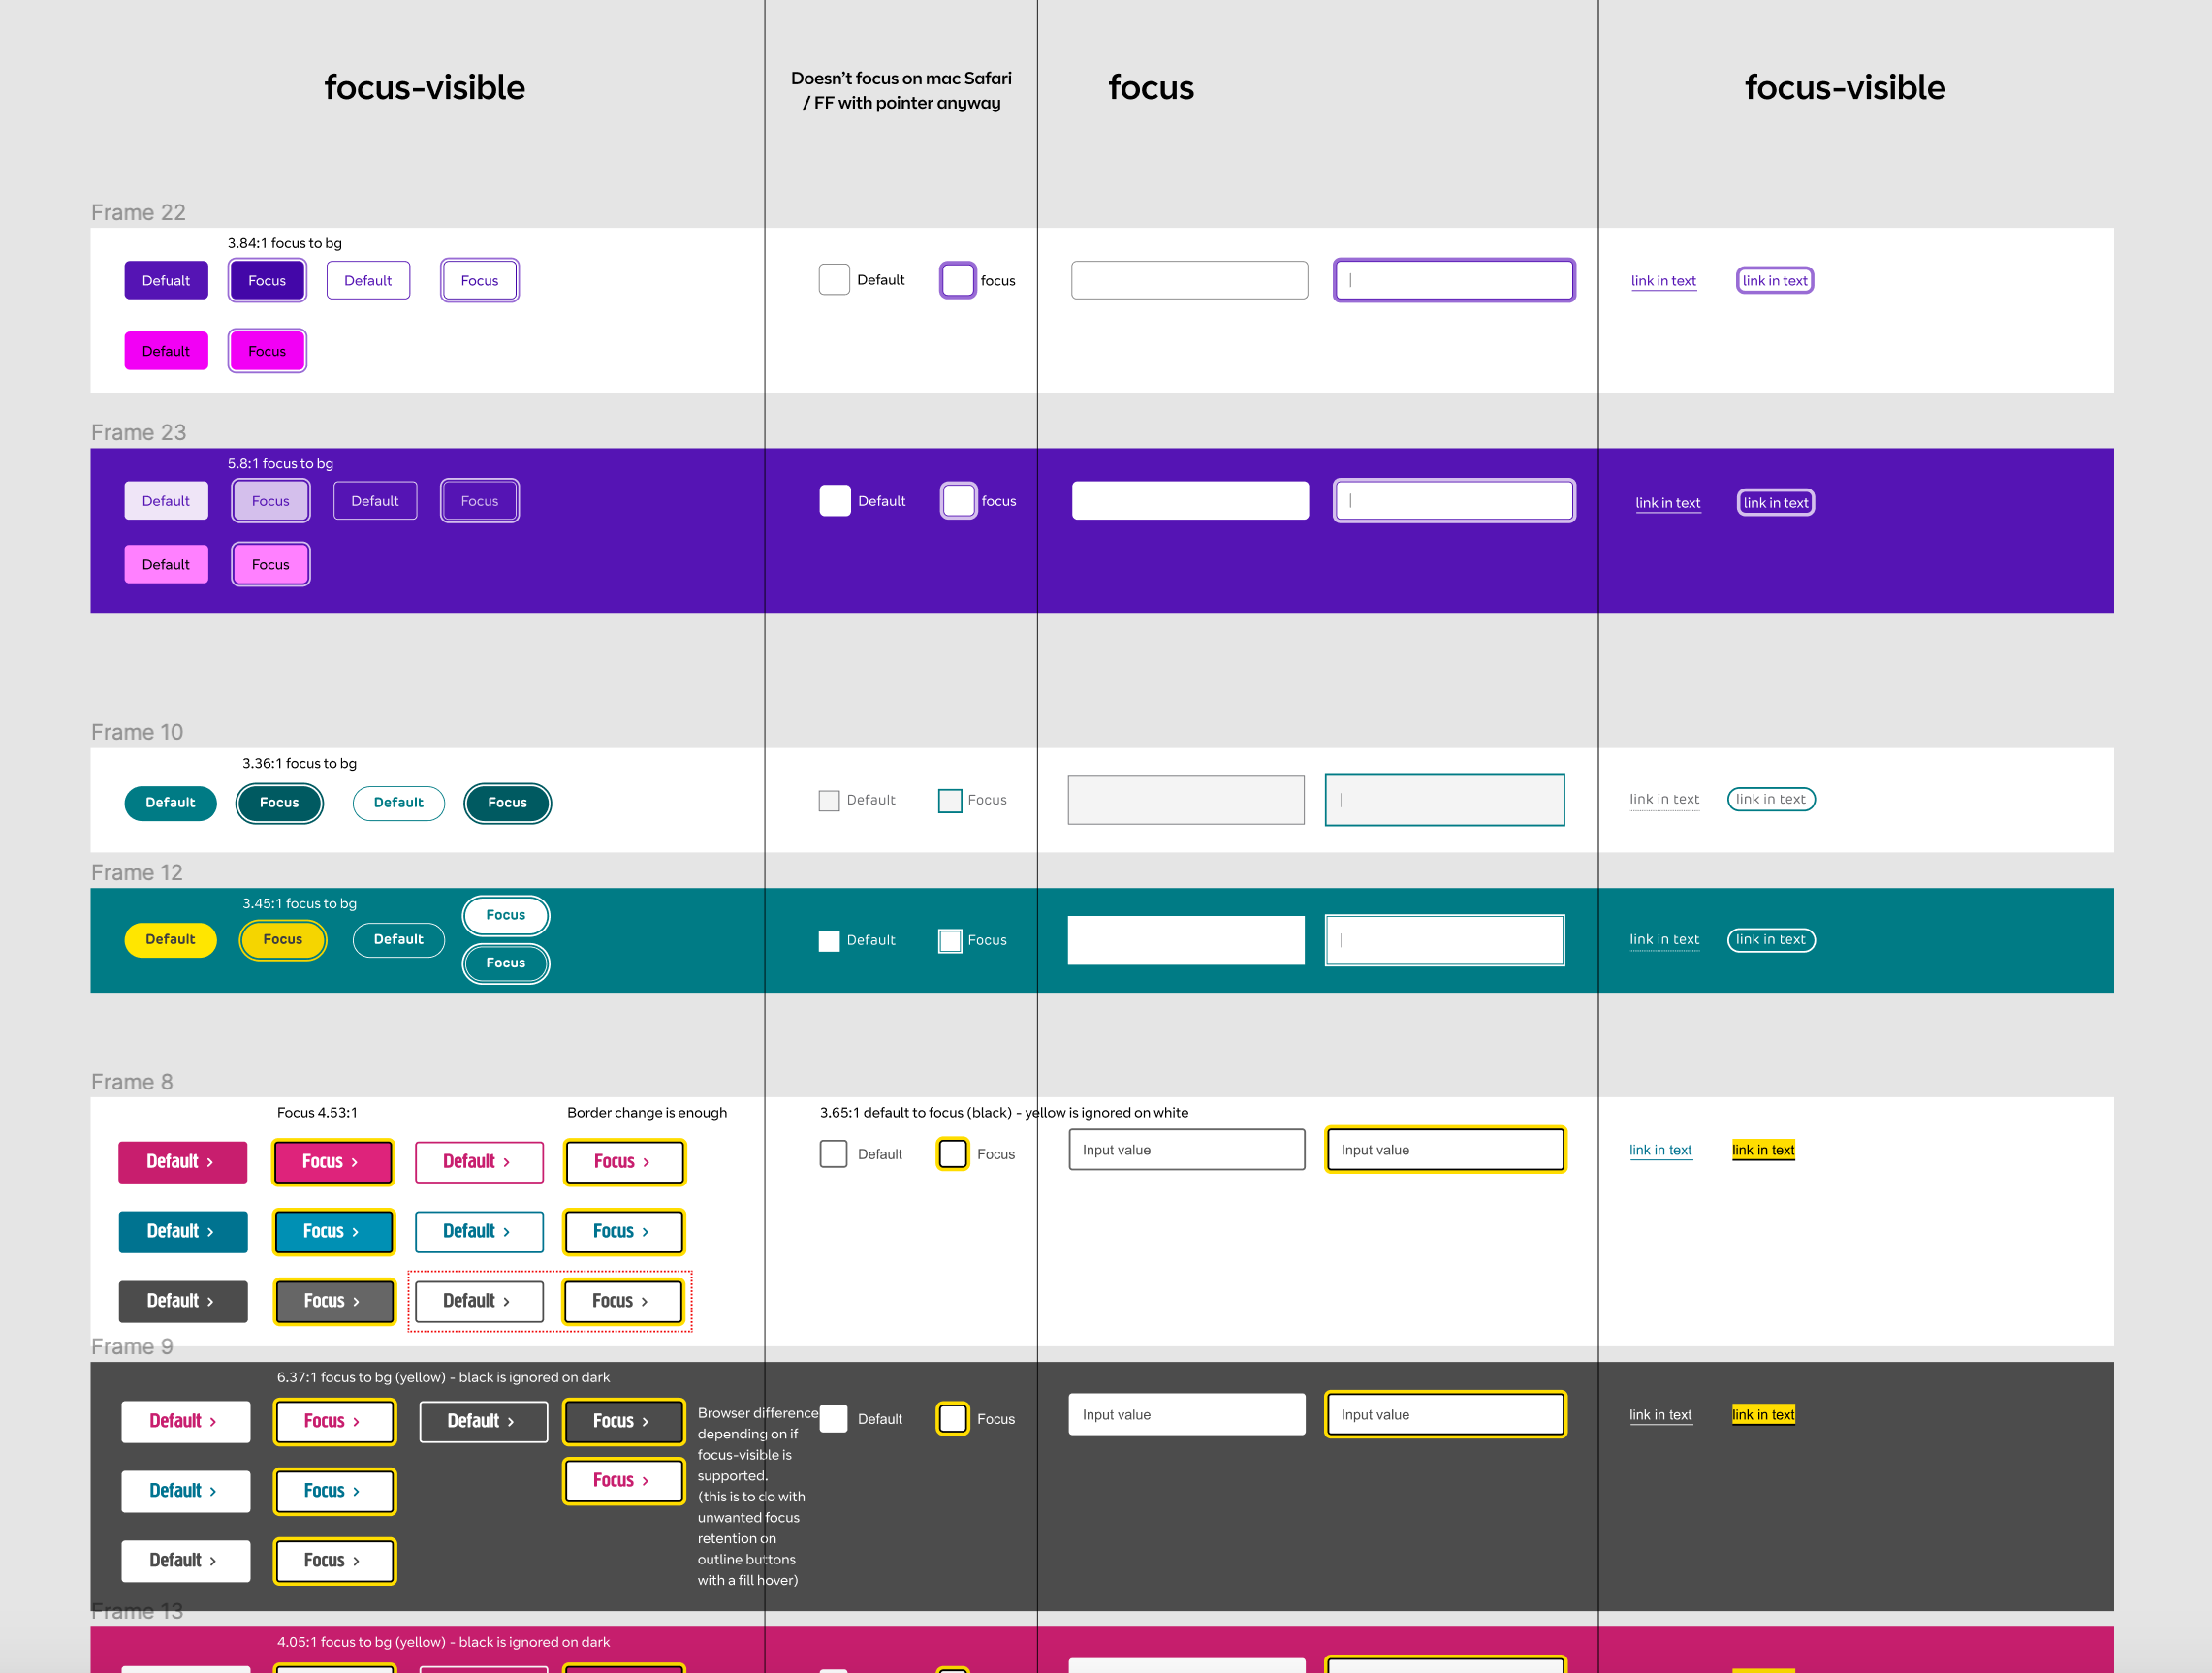 focus-visible
Doesn't focus on mac Safari
/ FF with pointer anyway
focus
focus-visible
Frame 22
3.84:1 focus to bg
Defualt
Focus
Default
Focus
Default
focus
link in text
link in text
Default
Focus
Frame 23
5.8:1 focus to bg
Default
Focus
Default
Focus
Default
focus
link in text
link in text
Default
Focus
Frame 10
3.36:1 focus to bg
Default
Focus
Default
Focus
Default
Focus
link in text
link in text
Frame 12
3.45:1 focus to bg
Default
Focus
Default
Focus
Focus
Default
Focus
link in text
link in text
Frame 8
Focus 4.53:1
Border change is enough
3.65:1 default to focus (black) - yellow is ignored on white
Default >
Focus >
Default >
Focus >
Default
Focus
Input value
Input value
link in text
link in text
Default >
Focus >
Default >
Focus >
Default >
Focus >
Default >
Focus >
Frame 9
6.37:1 focus to bg (yellow) - black is ignored on dark
Default >
Focus >
Default >
Focus >
Focus >
Browser difference
depending on if
focus-visible is
supported.
(this is to do with
unwanted focus
retention on
outline buttons
with a fill hover)
Default
Focus
Input value
Input value
link in text
link in text
Default >
Focus >
Default >
Focus >
Frame 13
4.05:1 focus to bg (yellow) - black is ignored on dark